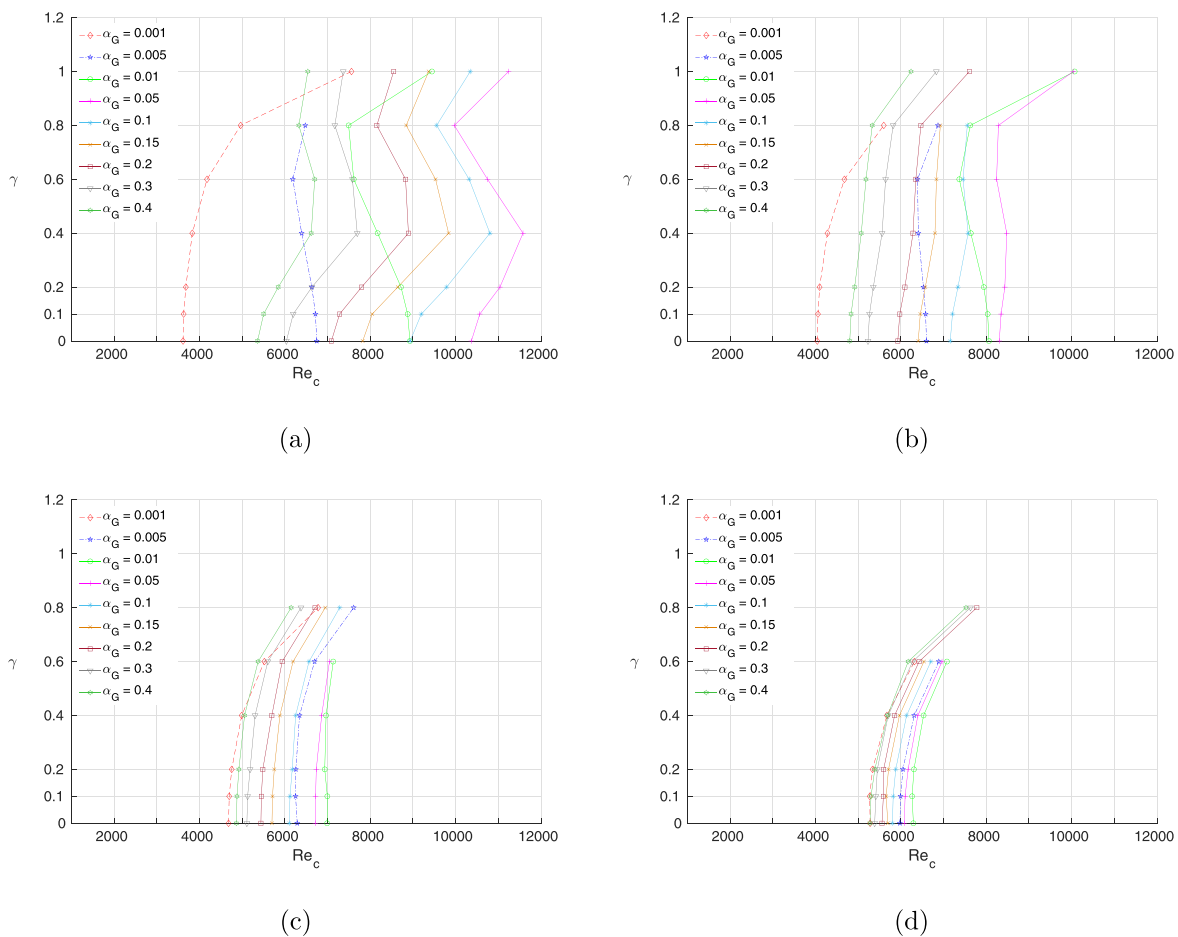 1.2
1
0.8
0.6
0.4
0.2
0.1
0
γ
α_G = 0.001
α_G = 0.005
α_G = 0.01
α_G = 0.05
α_G = 0.1
α_G = 0.15
α_G = 0.2
α_G = 0.3
α_G = 0.4
2000 4000 6000 8000 10000 12000
Re_c
(a)
1.2
1
0.8
0.6
0.4
0.2
0.1
0
γ
α_G = 0.001
α_G = 0.005
α_G = 0.01
α_G = 0.05
α_G = 0.1
α_G = 0.15
α_G = 0.2
α_G = 0.3
α_G = 0.4
2000 4000 6000 8000 10000 12000
Re_c
(b)
1.2
1
0.8
0.6
0.4
0.2
0.1
0
γ
α_G = 0.001
α_G = 0.005
α_G = 0.01
α_G = 0.05
α_G = 0.1
α_G = 0.15
α_G = 0.2
α_G = 0.3
α_G = 0.4
2000 4000 6000 8000 10000 12000
Re_c
(c)
1.2
1
0.8
0.6
0.4
0.2
0.1
0
γ
α_G = 0.001
α_G = 0.005
α_G = 0.01
α_G = 0.05
α_G = 0.1
α_G = 0.15
α_G = 0.2
α_G = 0.3
α_G = 0.4
2000 4000 6000 8000 10000 12000
Re_c
(d)